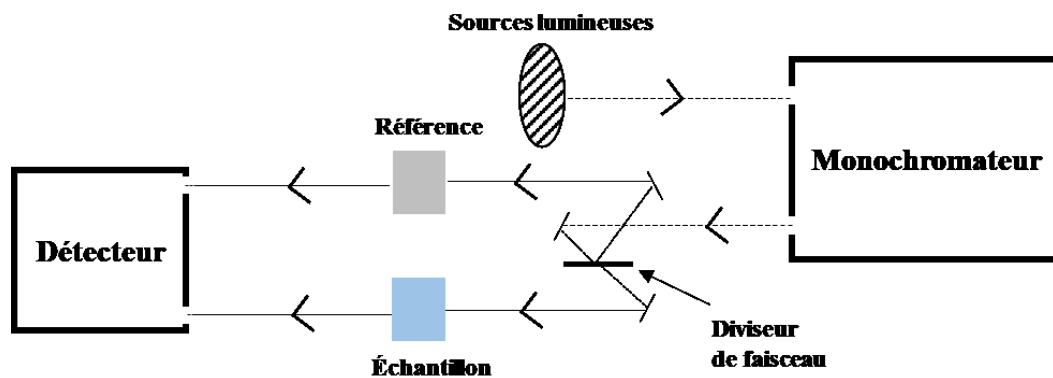 Sources lumineuses
Référence
Monochromateur
Détecteur
Échantillon
Diviseur
de faisceau